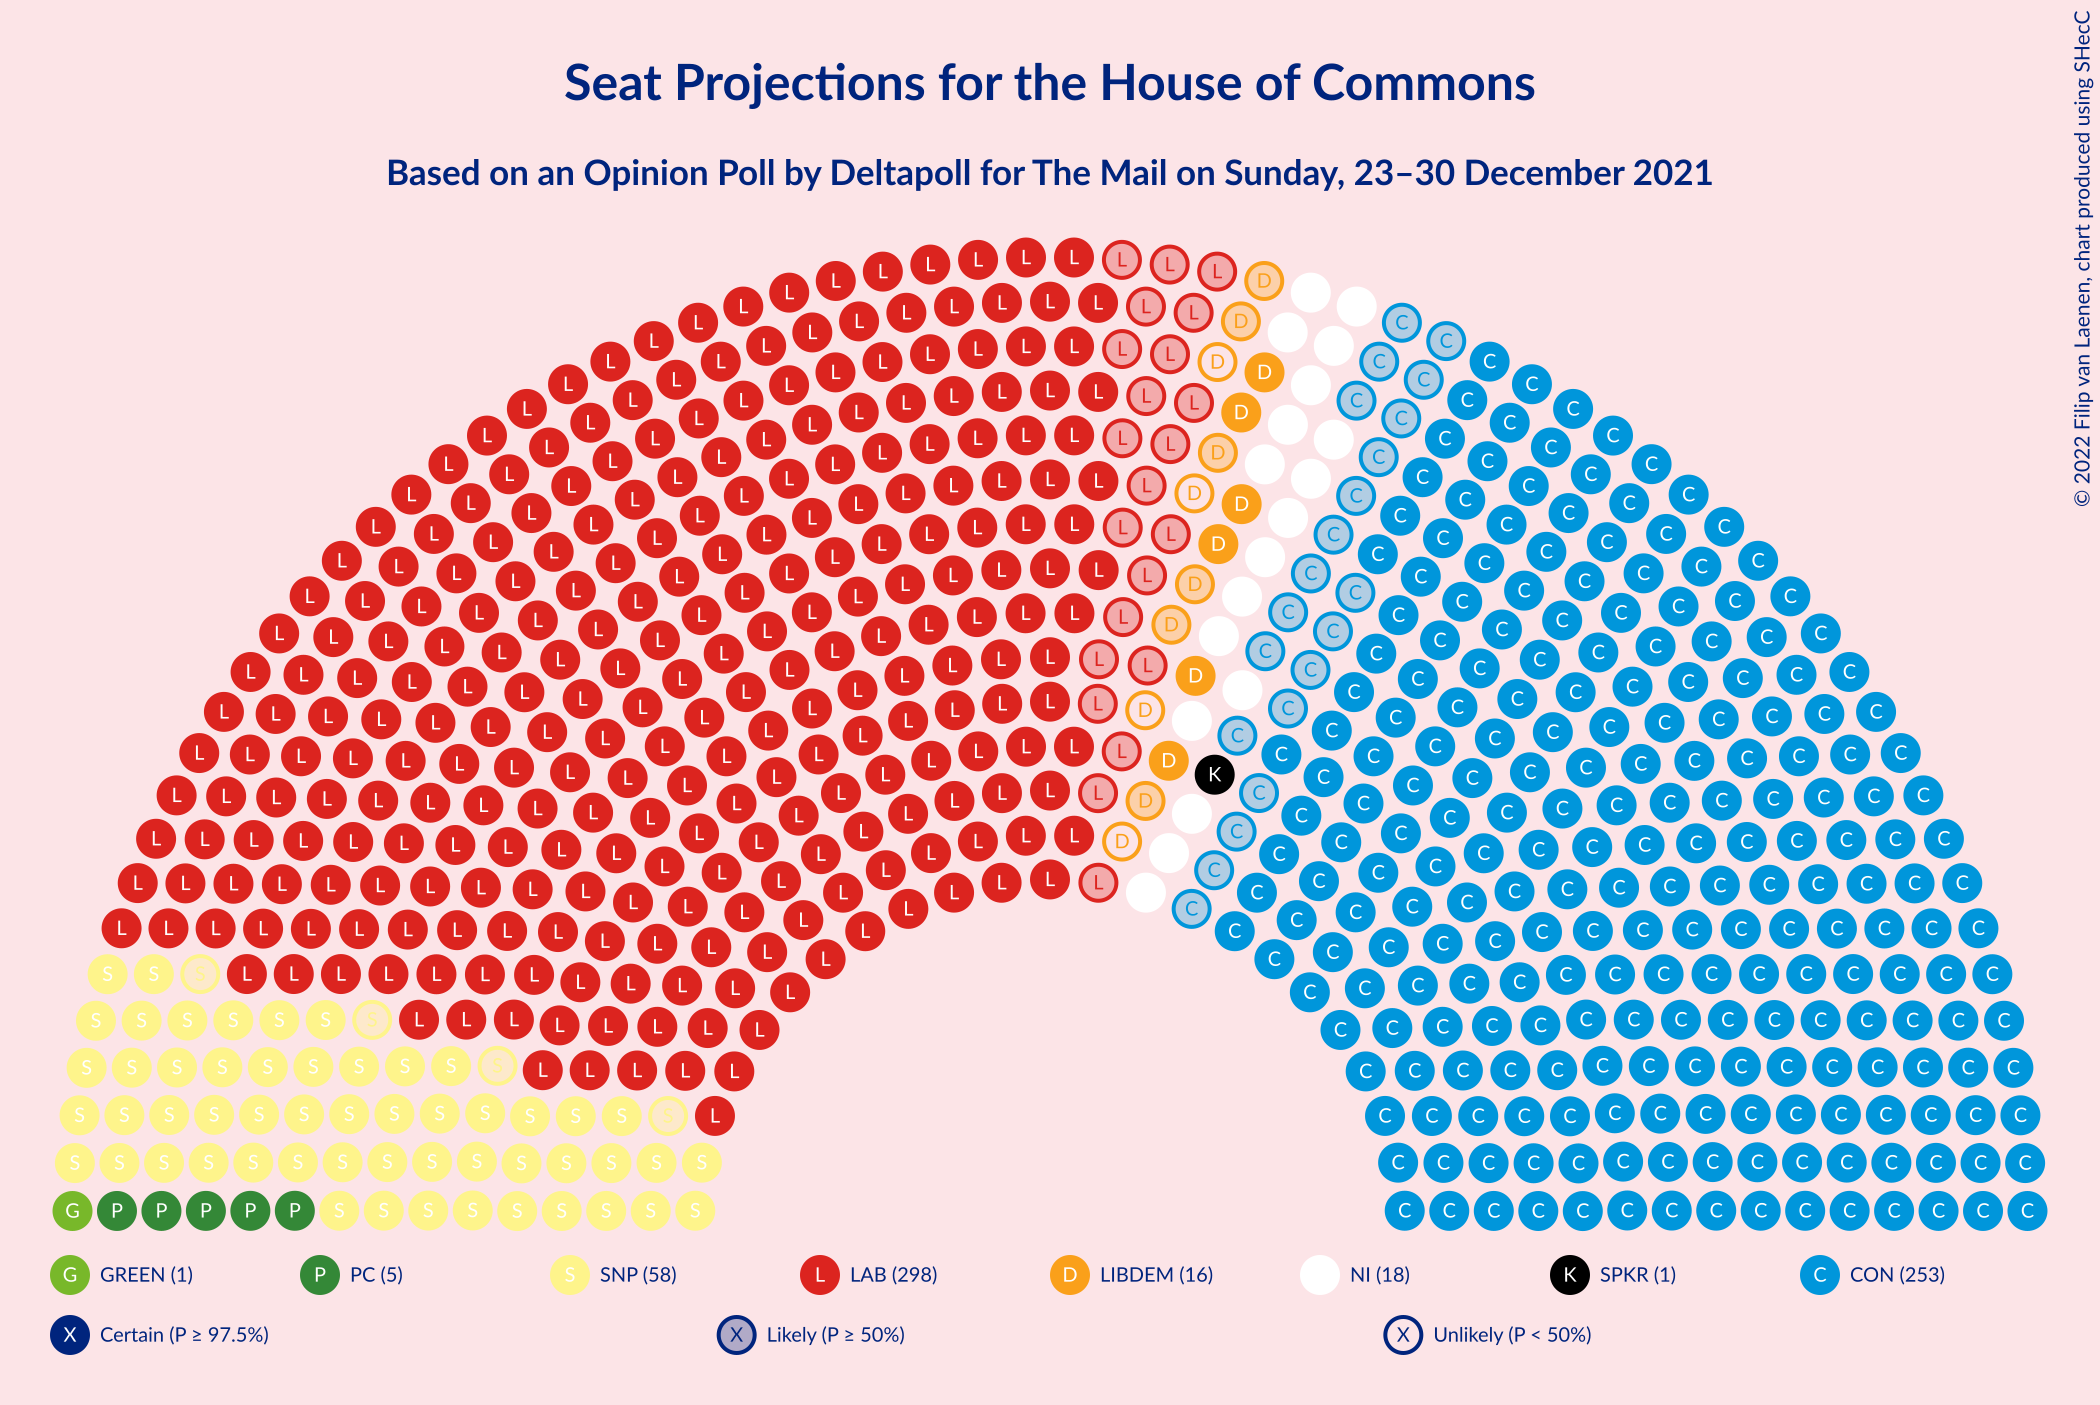 Seat Projections for the House of Commons
Based on an Opinion Poll by Deltapoll for The Mail on Sunday, 23–30 December 2021
© 2022 Filip van Laenen, chart produced using SHecC
G GREEN (1) P PC (5) S SNP (58) L LAB (298) D LIBDEM (16) NI (18) K SPKR (1) C CON (253)
X Certain (P ≥ 97.5%) X Likely (P ≥ 50%) X Unlikely (P < 50%)